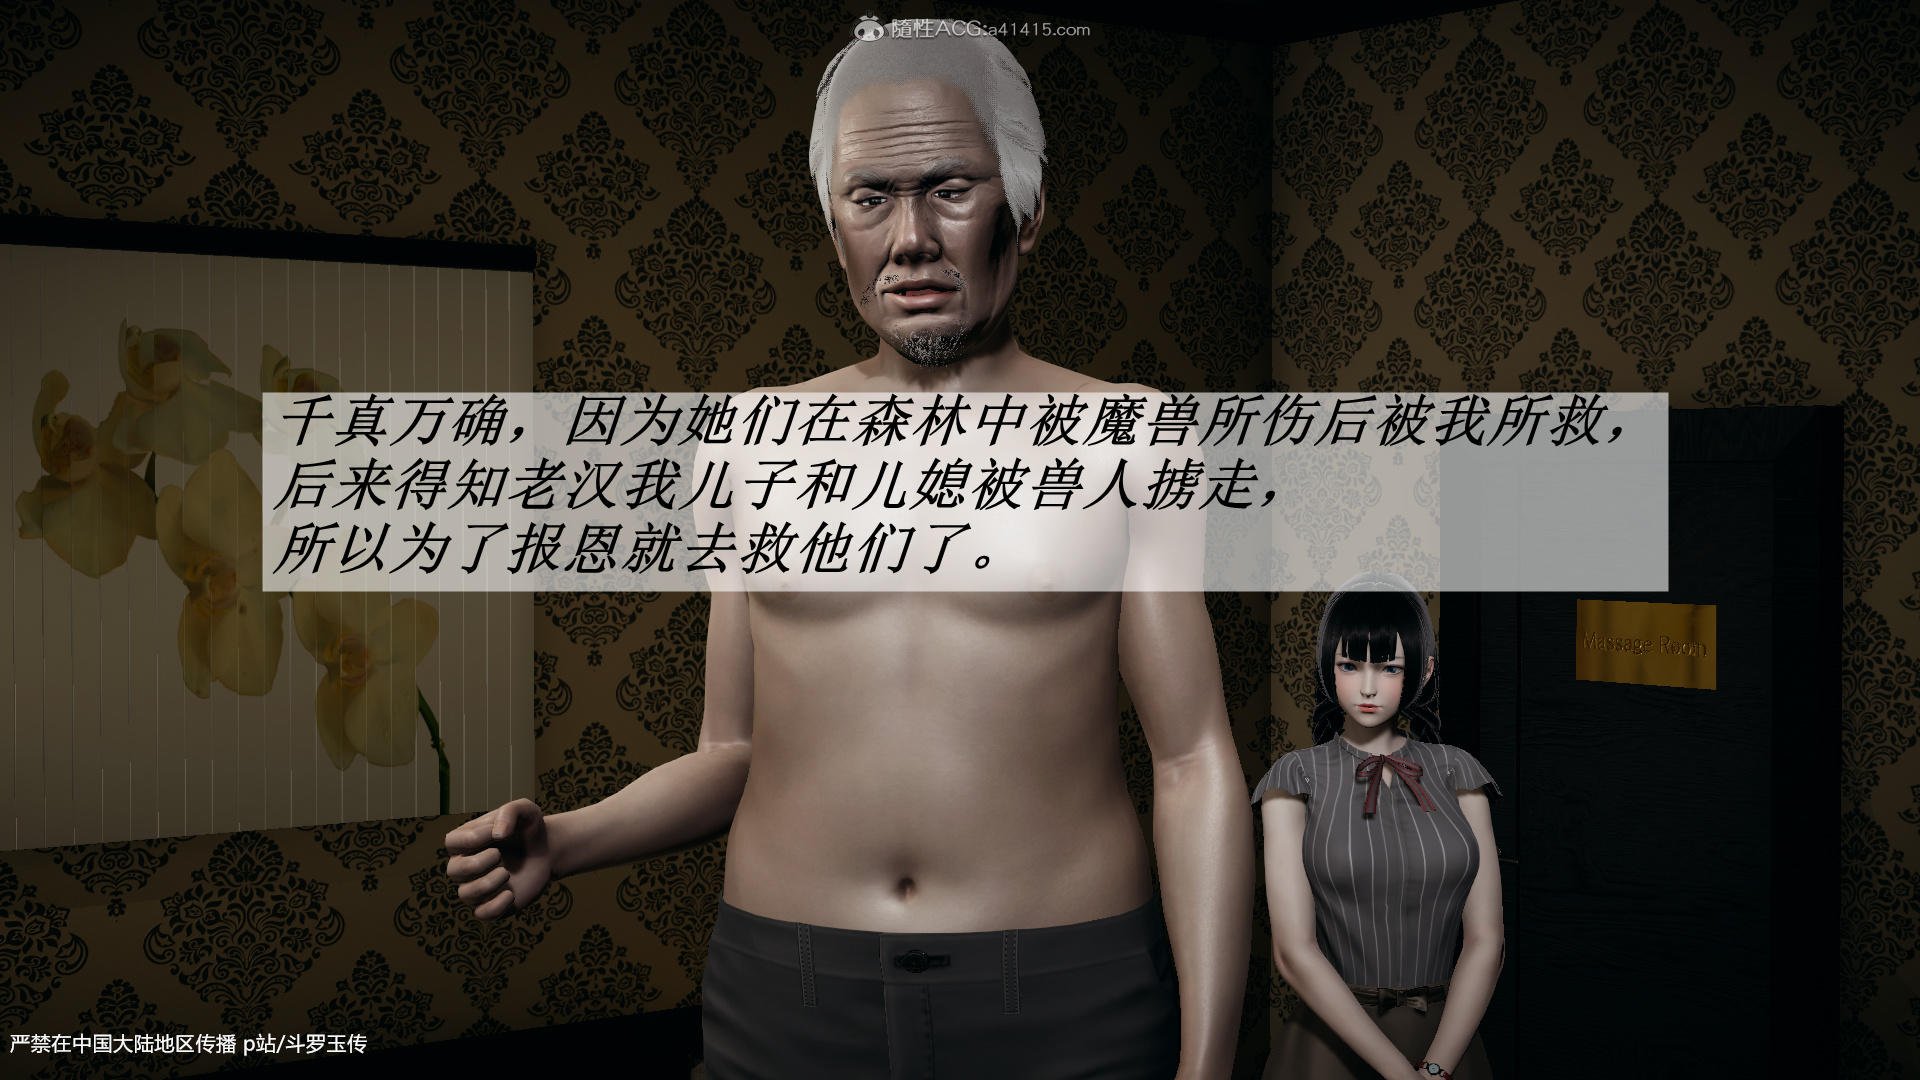 隨性ACG:a41415.com
千真万确，因为她们在森林中被魔兽所伤后被我所救，
后来得知老汉我儿子和儿媳被兽人掳走，
所以为了报恩就去救他们了。
Massage Room
严禁在中国大陆地区传播 p站/斗罗玉传